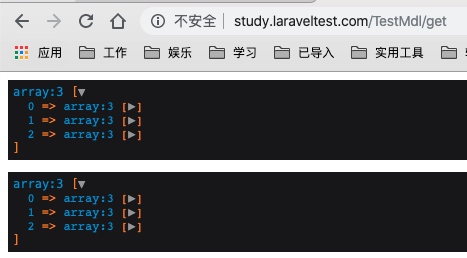 不安全 | study.laraveltest.com/TestMdl/get
应用 工作 娱乐 学习 已导入 实用工具
array:3 [▼
0 => array:3 [▶]
1 => array:3 [▶]
2 => array:3 [▶]
]
array:3 [▼
0 => array:3 [▶]
1 => array:3 [▶]
2 => array:3 [▶]
]